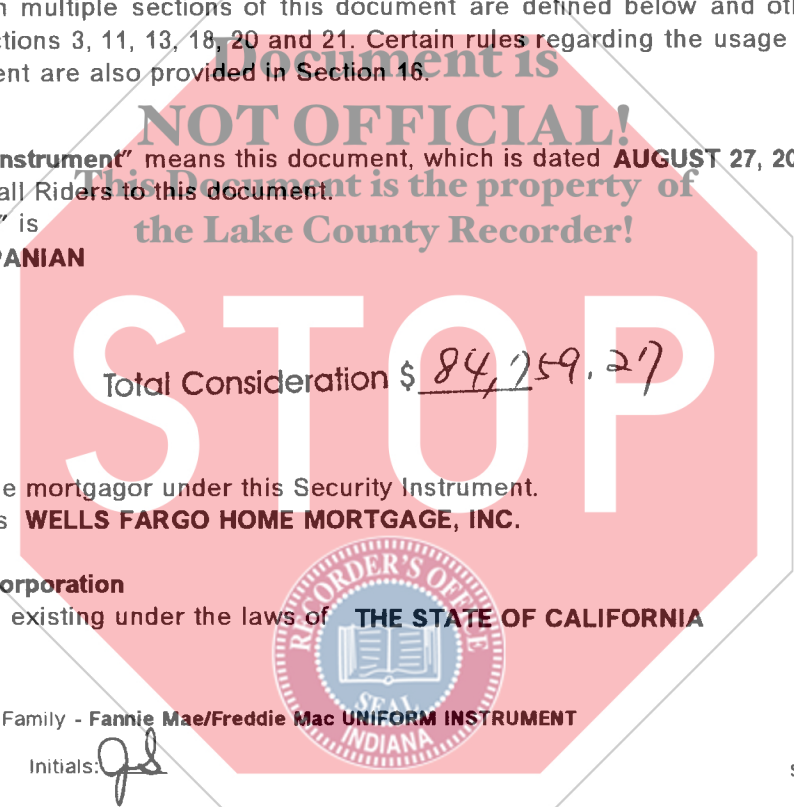 n multiple sections of this document are defined below and oth
ctions 3, 11, 13, 18, 20 and 21. Certain rules regarding the usage
ent are also provided in Section 16.
Document is
NOT OFFICIAL!
nstrument" means this document, which is dated AUGUST 27, 20
all Riders to this document.
This Document is the property of
" is
the Lake County Recorder!
PANIAN
STOP
Total Consideration $ 84,759.27
e mortgagor under this Security Instrument.
s WELLS FARGO HOME MORTGAGE, INC.
orporation
existing under the laws of THE STATE OF CALIFORNIA
RECORDER'S OFFICE
SEAL
INDIANA
Family - Fannie Mae/Freddie Mac UNIFORM INSTRUMENT
Initials: